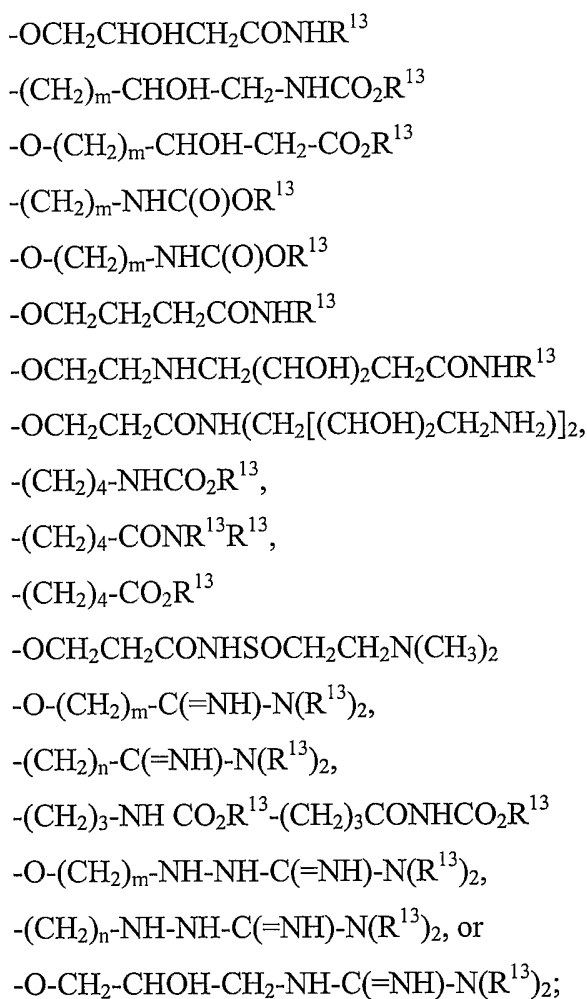 -OCH₂CHOHCH₂CONHR¹³
-(CH₂)ₘ-CHOH-CH₂-NHCO₂R¹³
-O-(CH₂)ₘ-CHOH-CH₂-CO₂R¹³
-(CH₂)ₘ-NHC(O)OR¹³
-O-(CH₂)ₘ-NHC(O)OR¹³
-OCH₂CH₂CH₂CONHR¹³
-OCH₂CH₂NHCH₂(CHOH)₂CH₂CONHR¹³
-OCH₂CH₂CONH(CH₂[(CHOH)₂CH₂NH₂)]₂,
-(CH₂)₄-NHCO₂R¹³,
-(CH₂)₄-CONR¹³R¹³,
-(CH₂)₄-CO₂R¹³
-OCH₂CH₂CONHSOCH₂CH₂N(CH₃)₂
-O-(CH₂)ₘ-C(=NH)-N(R¹³)₂,
-(CH₂)ₙ-C(=NH)-N(R¹³)₂,
-(CH₂)₃-NH CO₂R¹³-(CH₂)₃CONHCO₂R¹³
-O-(CH₂)ₘ-NH-NH-C(=NH)-N(R¹³)₂,
-(CH₂)ₙ-NH-NH-C(=NH)-N(R¹³)₂, or
-O-CH₂-CHOH-CH₂-NH-C(=NH)-N(R¹³)₂;